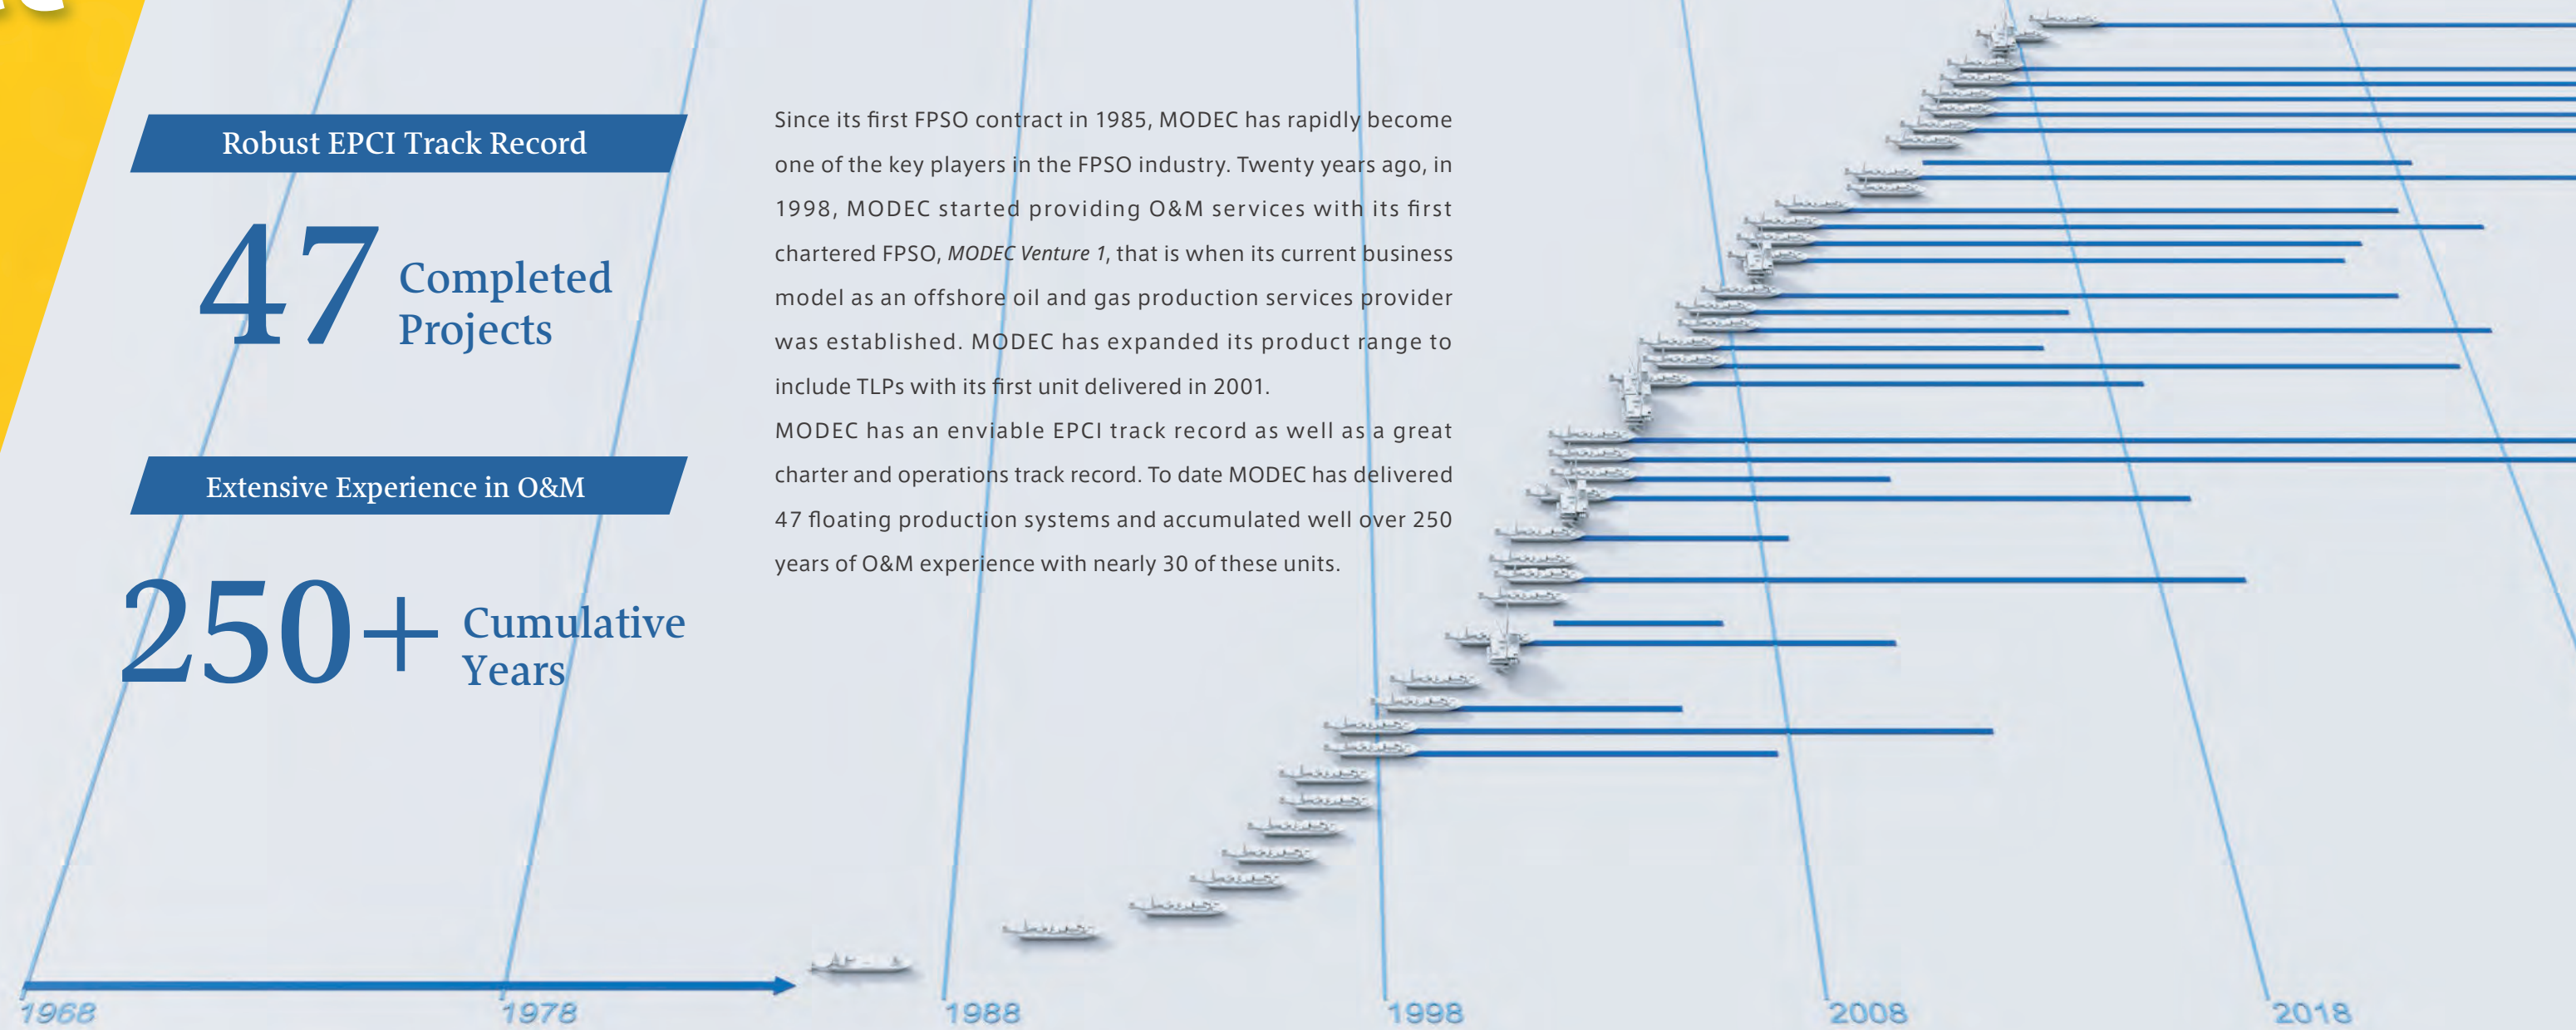 Robust EPCI Track Record
47 Completed
Projects
Extensive Experience in O&M
250+ Cumulative
Years
Since its first FPSO contract in 1985, MODEC has rapidly become
one of the key players in the FPSO industry. Twenty years ago, in
1998, MODEC started providing O&M services with its first
chartered FPSO, MODEC Venture 1, that is when its current business
model as an offshore oil and gas production services provider
was established. MODEC has expanded its product range to
include TLPs with its first unit delivered in 2001.
MODEC has an enviable EPCI track record as well as a great
charter and operations track record. To date MODEC has delivered
47 floating production systems and accumulated well over 250
years of O&M experience with nearly 30 of these units.
1968 1978 1988 1998 2008 2018